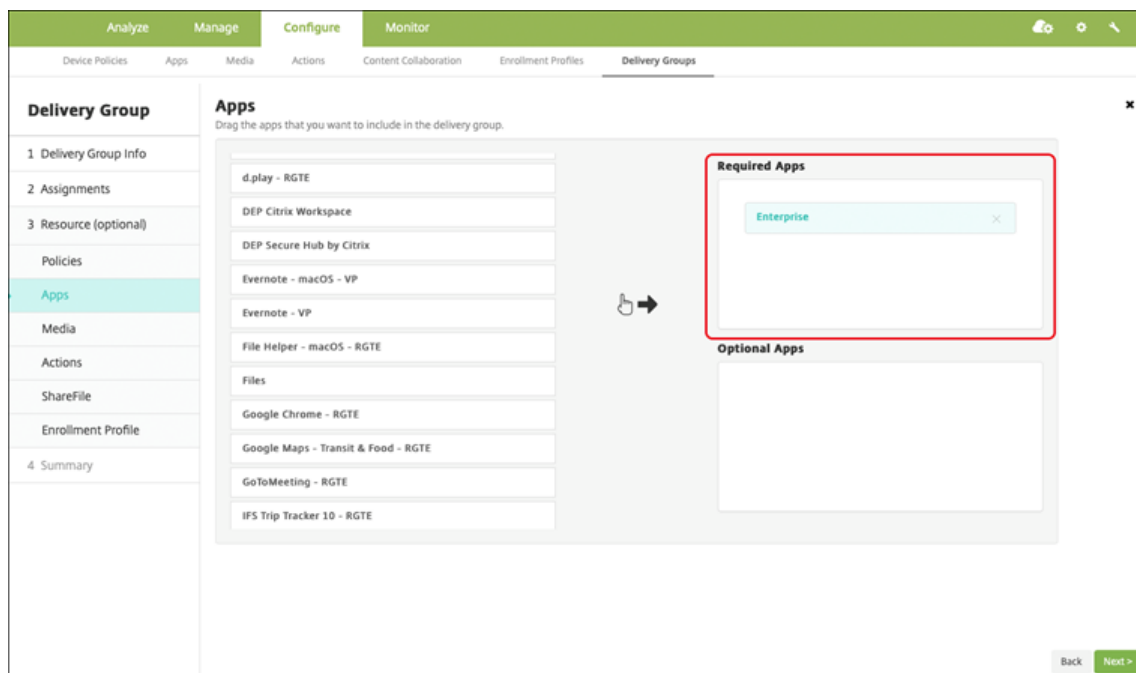 Analyze Manage Configure Monitor
Device Policies Apps Media Actions Content Collaboration Enrollment Profiles Delivery Groups
Delivery Group
1 Delivery Group Info
2 Assignments
3 Resource (optional)
Policies
Apps
Media
Actions
ShareFile
Enrollment Profile
4 Summary
Apps
Drag the apps that you want to include in the delivery group.
d.play - RGTE
DEP Citrix Workspace
DEP Secure Hub by Citrix
Evernote - macOS - VP
Evernote - VP
File Helper - macOS - RGTE
Files
Google Chrome - RGTE
Google Maps - Transit & Food - RGTE
GoToMeeting - RGTE
IFS Trip Tracker 10 - RGTE
Required Apps
Enterprise
Optional Apps
Back Next >